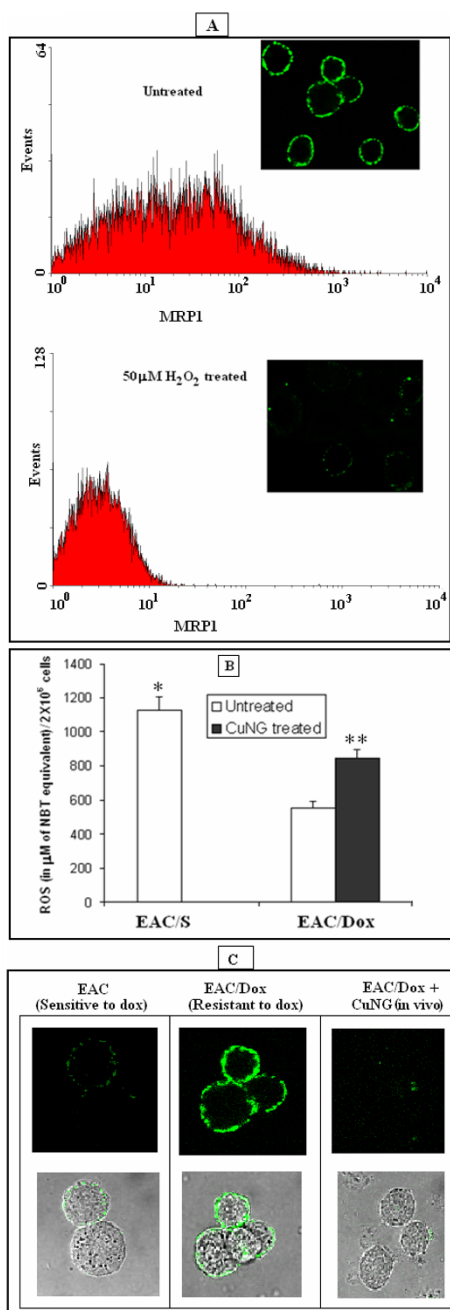 A
64
Untreated
Events
0
10⁰ 10¹ 10² 10³ 10⁴
MRP1
128
50µM H₂O₂ treated
Events
0
10⁰ 10¹ 10² 10³ 10⁴
MRP1
B
1400
1200
1000
800
600
400
200
0
ROS (in µM of NBT equivalent)/ 2X10⁶ cells
*
Untreated
CuNG treated
**
EAC/S EAC/Dox
C
EAC
(Sensitive to dox)
EAC/Dox
(Resistant to dox)
EAC/Dox +
CuNG(in vivo)